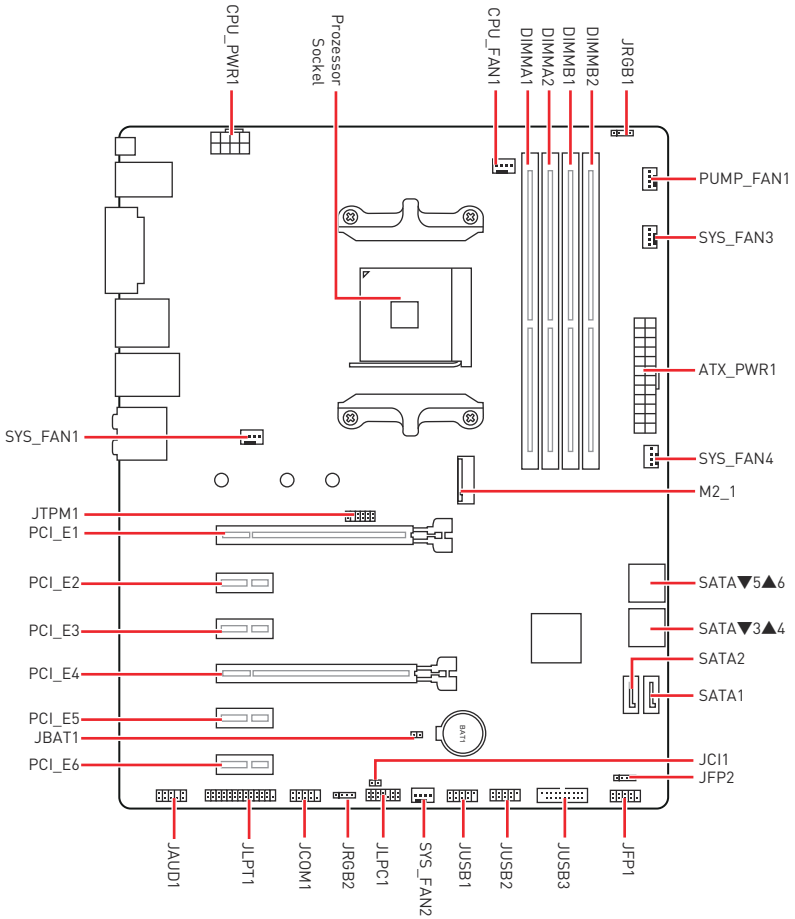 CPU_PWR1
Prozessor
Sockel
CPU_FAN1
DIMMA1
DIMMA2
DIMMB1
DIMMB2
JRGB1
PUMP_FAN1
SYS_FAN3
ATX_PWR1
SYS_FAN1
SYS_FAN4
M2_1
JTPM1
PCI_E1
PCI_E2
SATA▼5▲6
PCI_E3
SATA▼3▲4
SATA2
PCI_E4
SATA1
PCI_E5
JBAT1
BAT1
PCI_E6
JCI1
JFP2
JAUD1
JLPT1
JCOM1
JRGB2
JLPC1
SYS_FAN2
JUSB1
JUSB2
JUSB3
JFP1